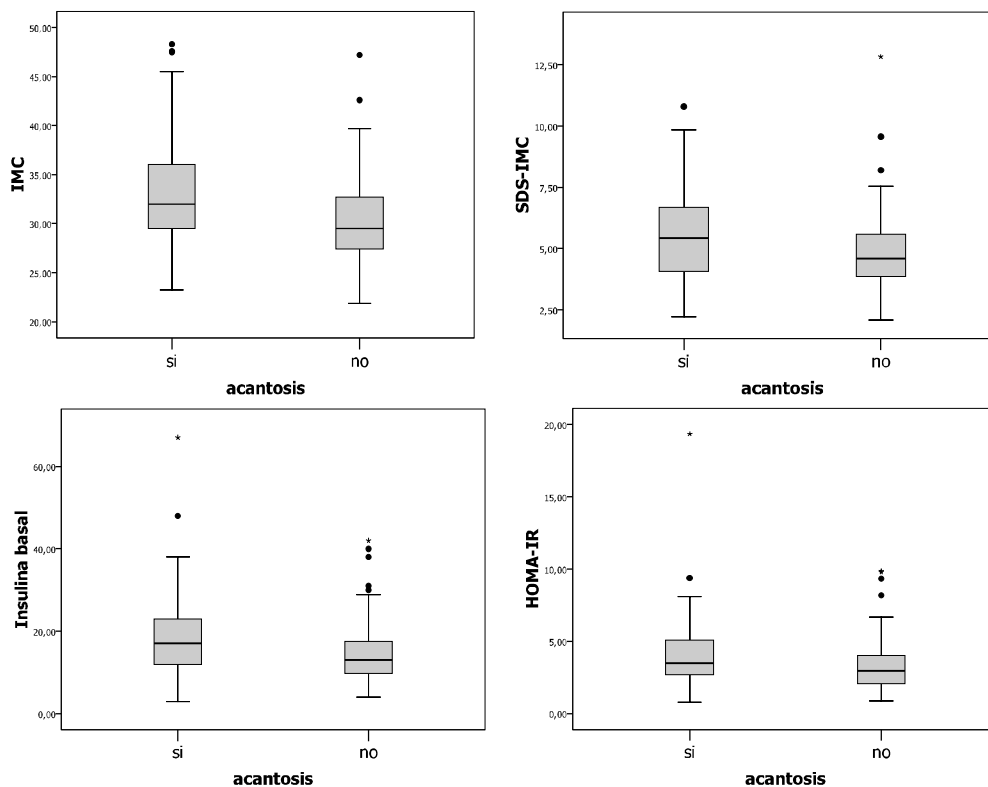 IMC
50.00
45.00
40.00
35.00
30.00
25.00
20.00
si
no
acantosis
SDS-IMC
12,50
10,00
7,50
5,00
2,50
si
no
acantosis
Insulina basal
60,00
40,00
20,00
0,00
si
no
acantosis
HOMA-IR
20,00
15,00
10,00
5,00
0,00
si
no
acantosis